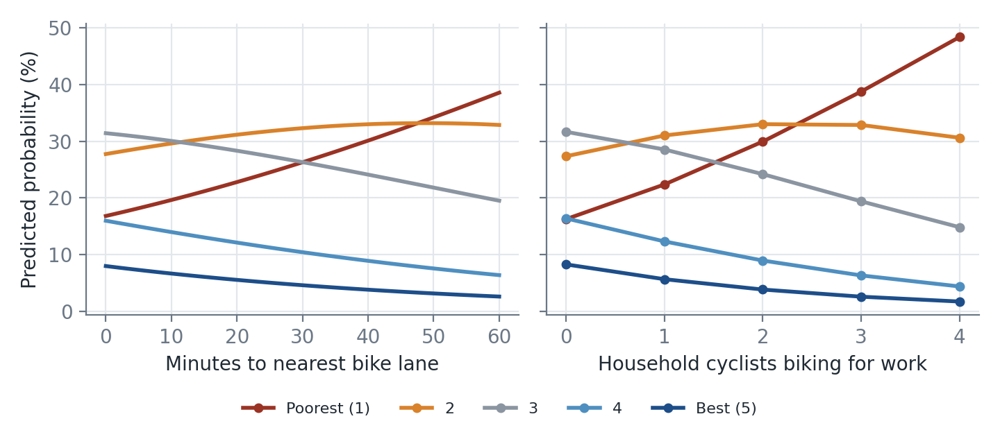 Predicted probability (%)
50
40
30
20
10
0
0 10 20 30 40 50 60
Minutes to nearest bike lane
0 1 2 3 4
Household cyclists biking for work
Poorest (1) 2 3 4 Best (5)